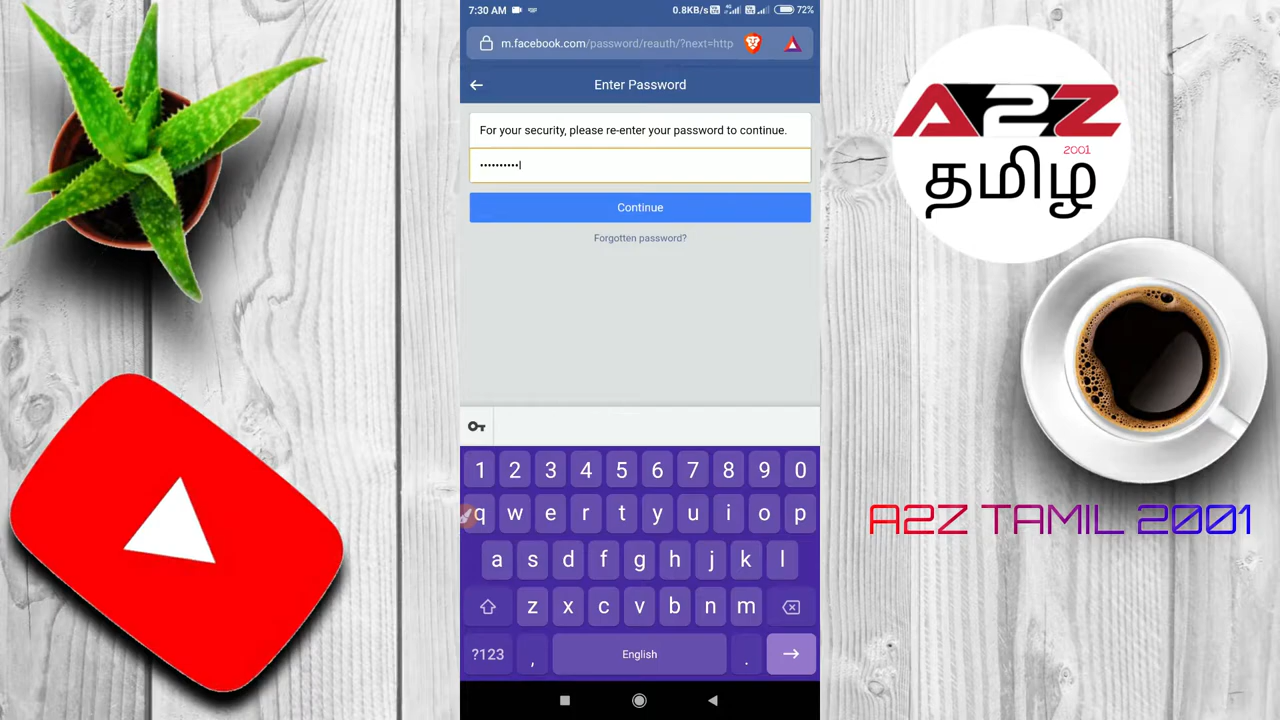 7:30 AM
0.8KB/s 72%
m.facebook.com/password/reauth/?next=http
Enter Password
For your security, please re-enter your password to continue.
••••••••••
Continue
Forgotten password?
1 2 3 4 5 6 7 8 9 0
q w e r t y u i o p
a s d f g h j k l
z x c v b n m
?123 , English .
A2Z
2001
தமிழ
A2Z TAMIL 2001